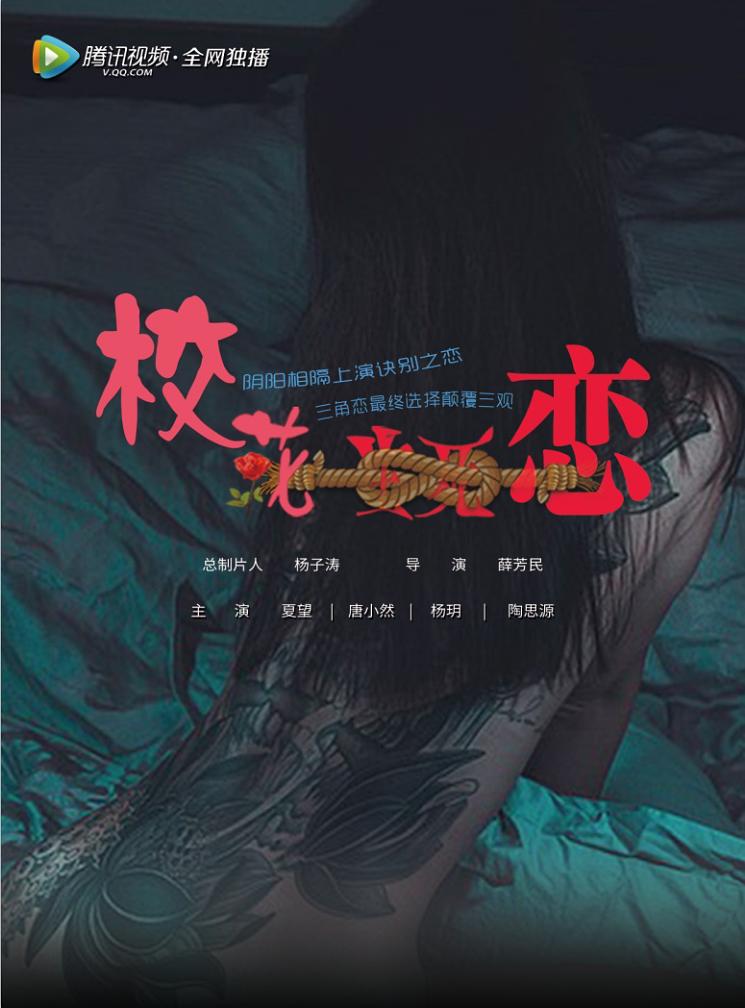 腾讯视频·全网独播
V.QQ.COM
校花生死恋
阴阳相隔上演诀别之恋
三角恋最终选择颠覆三观
总制片人 杨子涛 导 演 薛芳民
主 演 夏望 | 唐小然 | 杨玥 | 陶思源